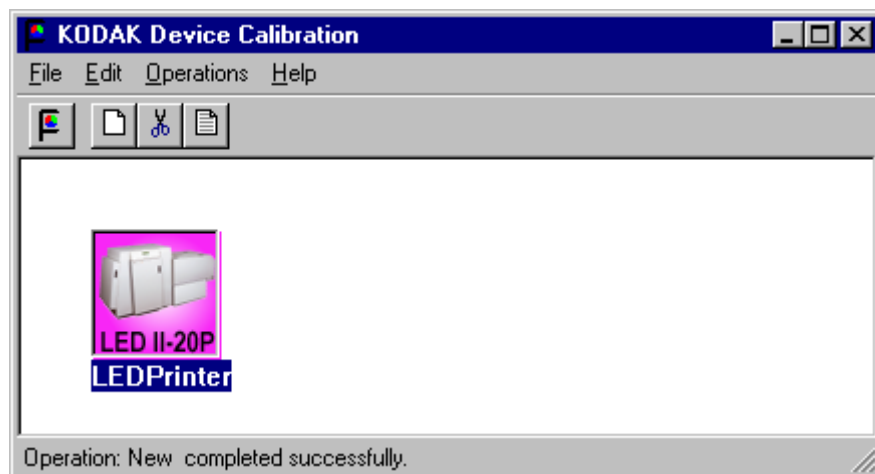 KODAK Device Calibration
File Edit Operations Help
LED II-20P
LEDPrinter
Operation: New completed successfully.